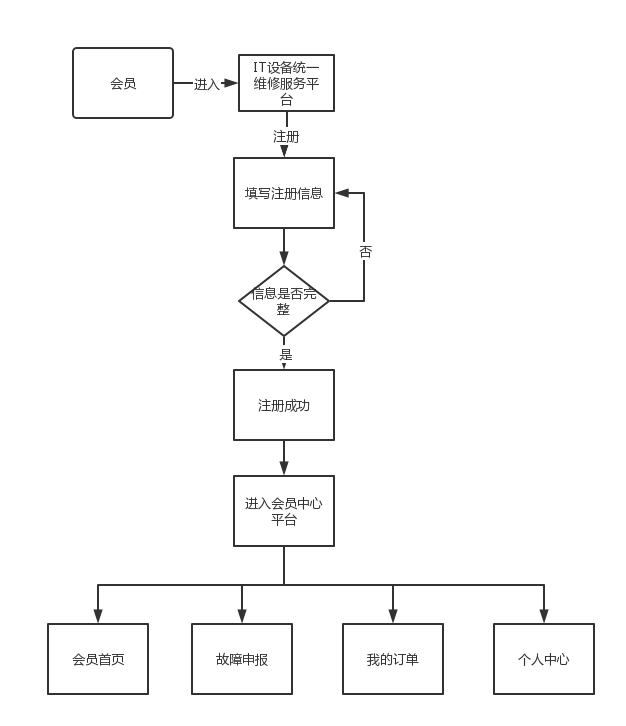 会员
进入
IT设备统一
维修服务平
台
注册
填写注册信息
否
信息是否完
整
是
注册成功
进入会员中心
平台
会员首页
故障申报
我的订单
个人中心